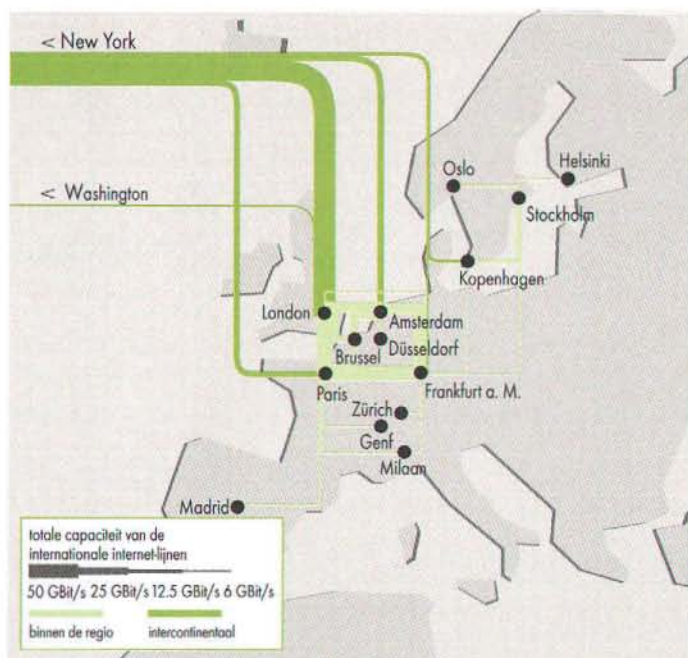 < New York
< Washington
Oslo
Helsinki
Stockholm
Kopenhagen
London
Amsterdam
Brussel
Düsseldorf
Paris
Frankfurt a. M.
Zürich
Genf
Milaan
Madrid
totale capaciteit van de
internationale internet-lijnen
50 GBit/s 25 GBit/s 12.5 GBit/s 6 GBit/s
binnen de regio
intercontinentaal